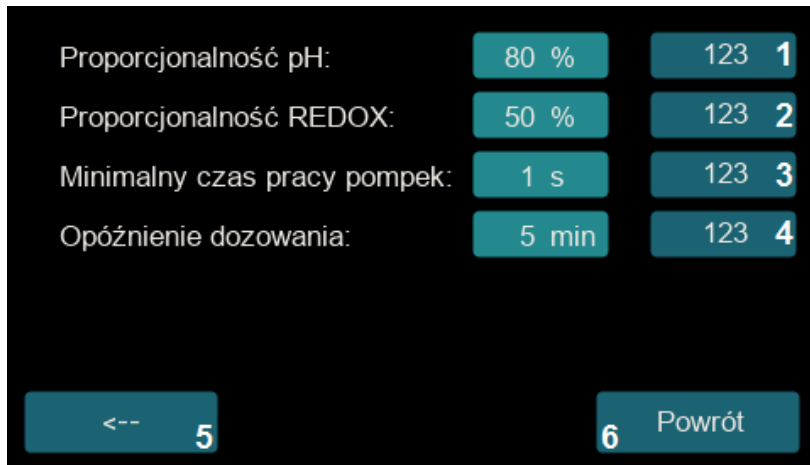 Proporcjonalność pH: 80 % 123 1
Proporcjonalność REDOX: 50 % 123 2
Minimalny czas pracy pompek: 1 s 123 3
Opóźnienie dozowania: 5 min 123 4
<-- 5 6 Powrót